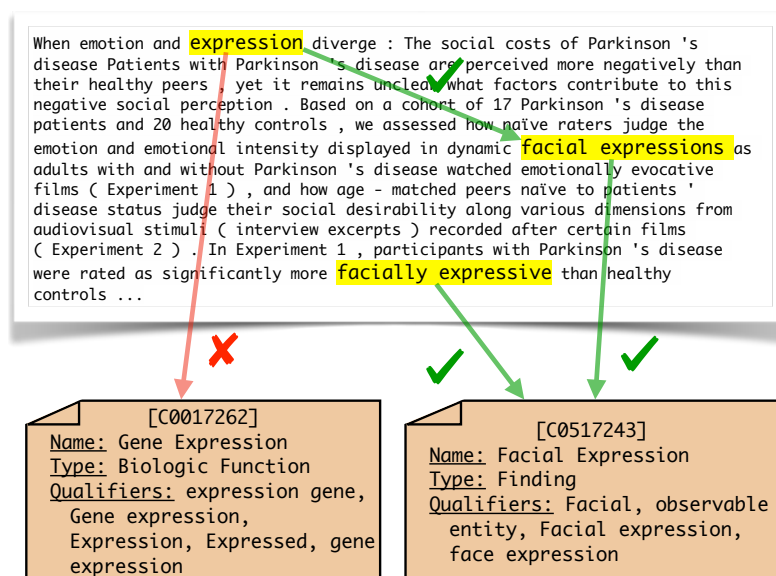 When emotion and expression diverge : The social costs of Parkinson 's
disease Patients with Parkinson 's disease are perceived more negatively than
their healthy peers , yet it remains unclear what factors contribute to this
negative social perception . Based on a cohort of 17 Parkinson 's disease
patients and 20 healthy controls , we assessed how naïve raters judge the
emotion and emotional intensity displayed in dynamic facial expressions as
adults with and without Parkinson 's disease watched emotionally evocative
films ( Experiment 1 ) , and how age - matched peers naïve to patients '
disease status judge their social desirability along various dimensions from
audiovisual stimuli ( interview excerpts ) recorded after certain films
( Experiment 2 ) . In Experiment 1 , participants with Parkinson 's disease
were rated as significantly more facially expressive than healthy
controls ...
[C0017262]
Name: Gene Expression
Type: Biologic Function
Qualifiers: expression gene,
Gene expression,
Expression, Expressed, gene
expression
[C0517243]
Name: Facial Expression
Type: Finding
Qualifiers: Facial, observable
entity, Facial expression,
face expression